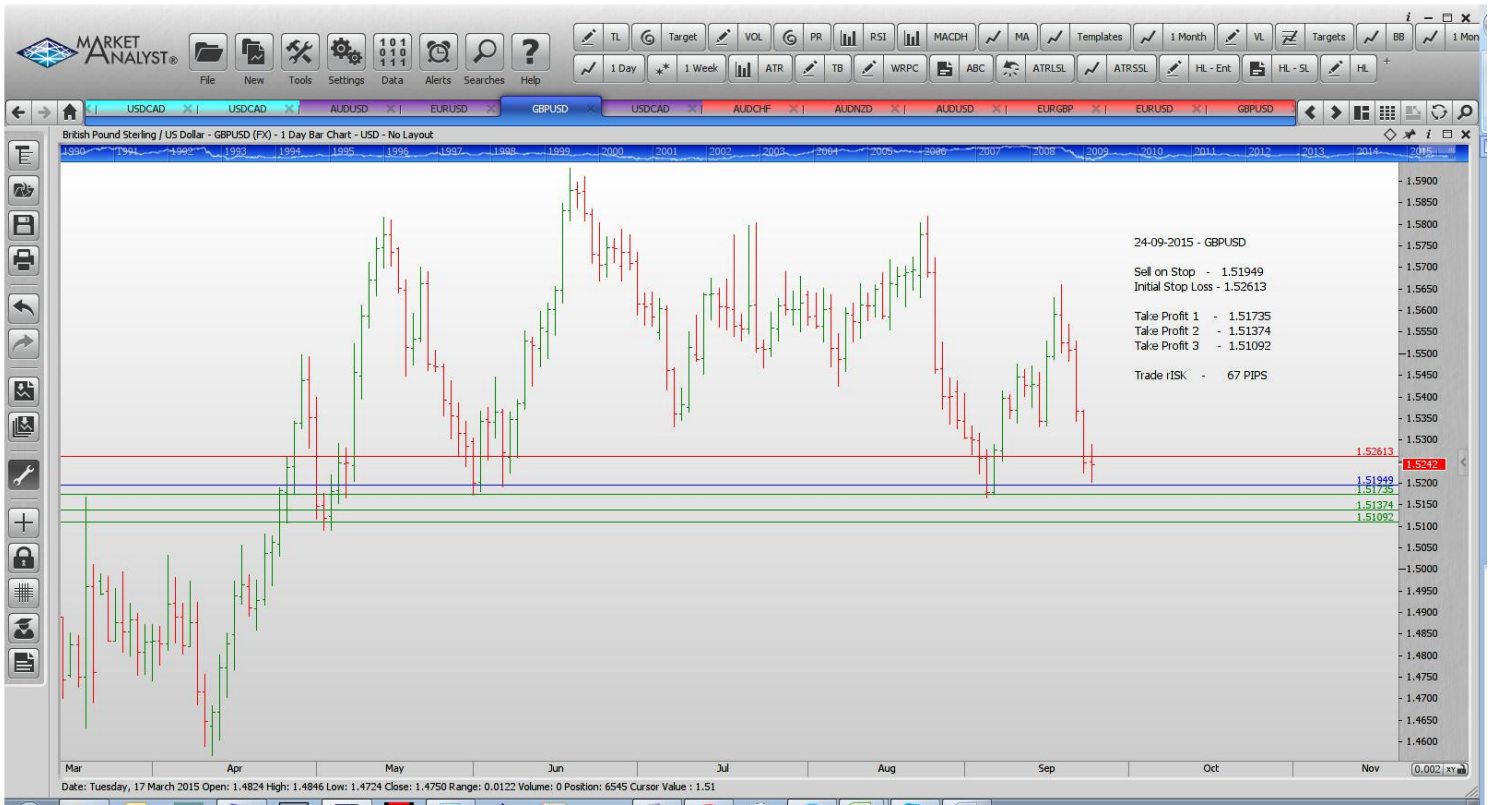 MARKET ANALYST®
File New Tools Settings Data Alerts Searches Help
TL Target VOL PR RSI MACDH MA Templates 1 Month VL Targets BB 1 Mon
1 Day 1 Week ATR TB WRPC ABC ATRLSL ATRSSL HL - Ent HL - SL HL +
USDCAD USDCAD AUDUSD EURUSD GBPUSD USDCAD AUDCHF AUDNZD AUDUSD EURGBP EURUSD GBPUSD
British Pound Sterling / US Dollar - GBPUSD (FX) - 1 Day Bar Chart - USD - No Layout
1990 1991 1992 1993 1994 1995 1996 1997 1998 1999 2000 2001 2002 2003 2004 2005 2006 2007 2008 2009 2010 2011 2012 2013 2014 2015
24-09-2015 - GBPUSD
Sell on Stop - 1.51949
Initial Stop Loss - 1.52613
Take Profit 1 - 1.51735
Take Profit 2 - 1.51374
Take Profit 3 - 1.51092
Trade rISK - 67 PIPS
1.52613
1.51949
1.51735
1.51374
1.51092
1.5900
1.5850
1.5800
1.5750
1.5700
1.5650
1.5600
1.5550
1.5500
1.5450
1.5400
1.5350
1.5300
1.5242
1.5200
1.5150
1.5100
1.5050
1.5000
1.4950
1.4900
1.4850
1.4800
1.4750
1.4700
1.4650
1.4600
Mar Apr May Jun Jul Aug Sep Oct Nov
0.002 XY
Date: Tuesday, 17 March 2015 Open: 1.4824 High: 1.4846 Low: 1.4724 Close: 1.4750 Range: 0.0122 Volume: 0 Position: 6545 Cursor Value : 1.51